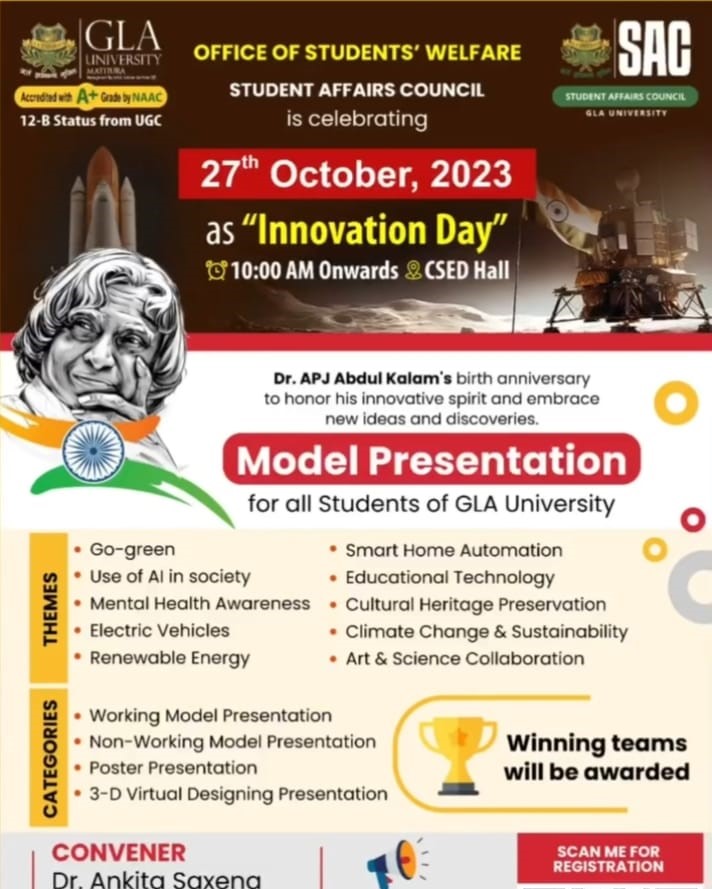 GLA
UNIVERSITY
MATHURA
Accredited with A+ Grade by NAAC
12-B Status from UGC
OFFICE OF STUDENTS' WELFARE
STUDENT AFFAIRS COUNCIL
is celebrating
SAC
STUDENT AFFAIRS COUNCIL
GLA UNIVERSITY
27th October, 2023
as “Innovation Day”
10:00 AM Onwards CSED Hall
Dr. APJ Abdul Kalam's birth anniversary
to honor his innovative spirit and embrace
new ideas and discoveries.
Model Presentation
for all Students of GLA University
THEMES
• Go-green
• Use of AI in society
• Mental Health Awareness
• Electric Vehicles
• Renewable Energy
• Smart Home Automation
• Educational Technology
• Cultural Heritage Preservation
• Climate Change & Sustainability
• Art & Science Collaboration
CATEGORIES
• Working Model Presentation
• Non-Working Model Presentation
• Poster Presentation
• 3-D Virtual Designing Presentation
Winning teams
will be awarded
CONVENER
Dr. Ankita Saxena
SCAN ME FOR
REGISTRATION